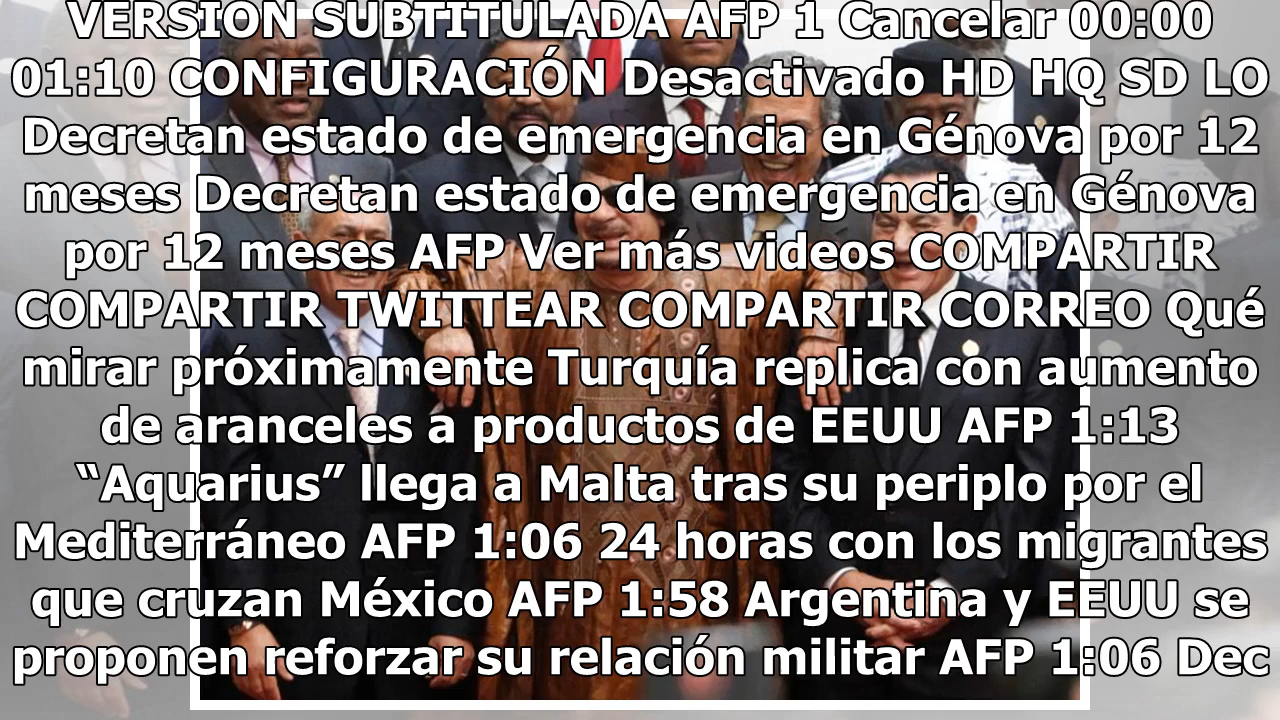 VERSIÓN SUBTITULADA AFP 1 Cancelar 00:00
01:10 CONFIGURACIÓN Desactivado HD HQ SD LO
Decretan estado de emergencia en Génova por 12
meses Decretan estado de emergencia en Génova
por 12 meses AFP Ver más videos COMPARTIR
COMPARTIR TWITTEAR COMPARTIR CORREO Qué
mirar próximamente Turquía replica con aumento
de aranceles a productos de EEUU AFP 1:13
“Aquarius” llega a Malta tras su periplo por el
Mediterráneo AFP 1:06 24 horas con los migrantes
que cruzan México AFP 1:58 Argentina y EEUU se
proponen reforzar su relación militar AFP 1:06 Dec